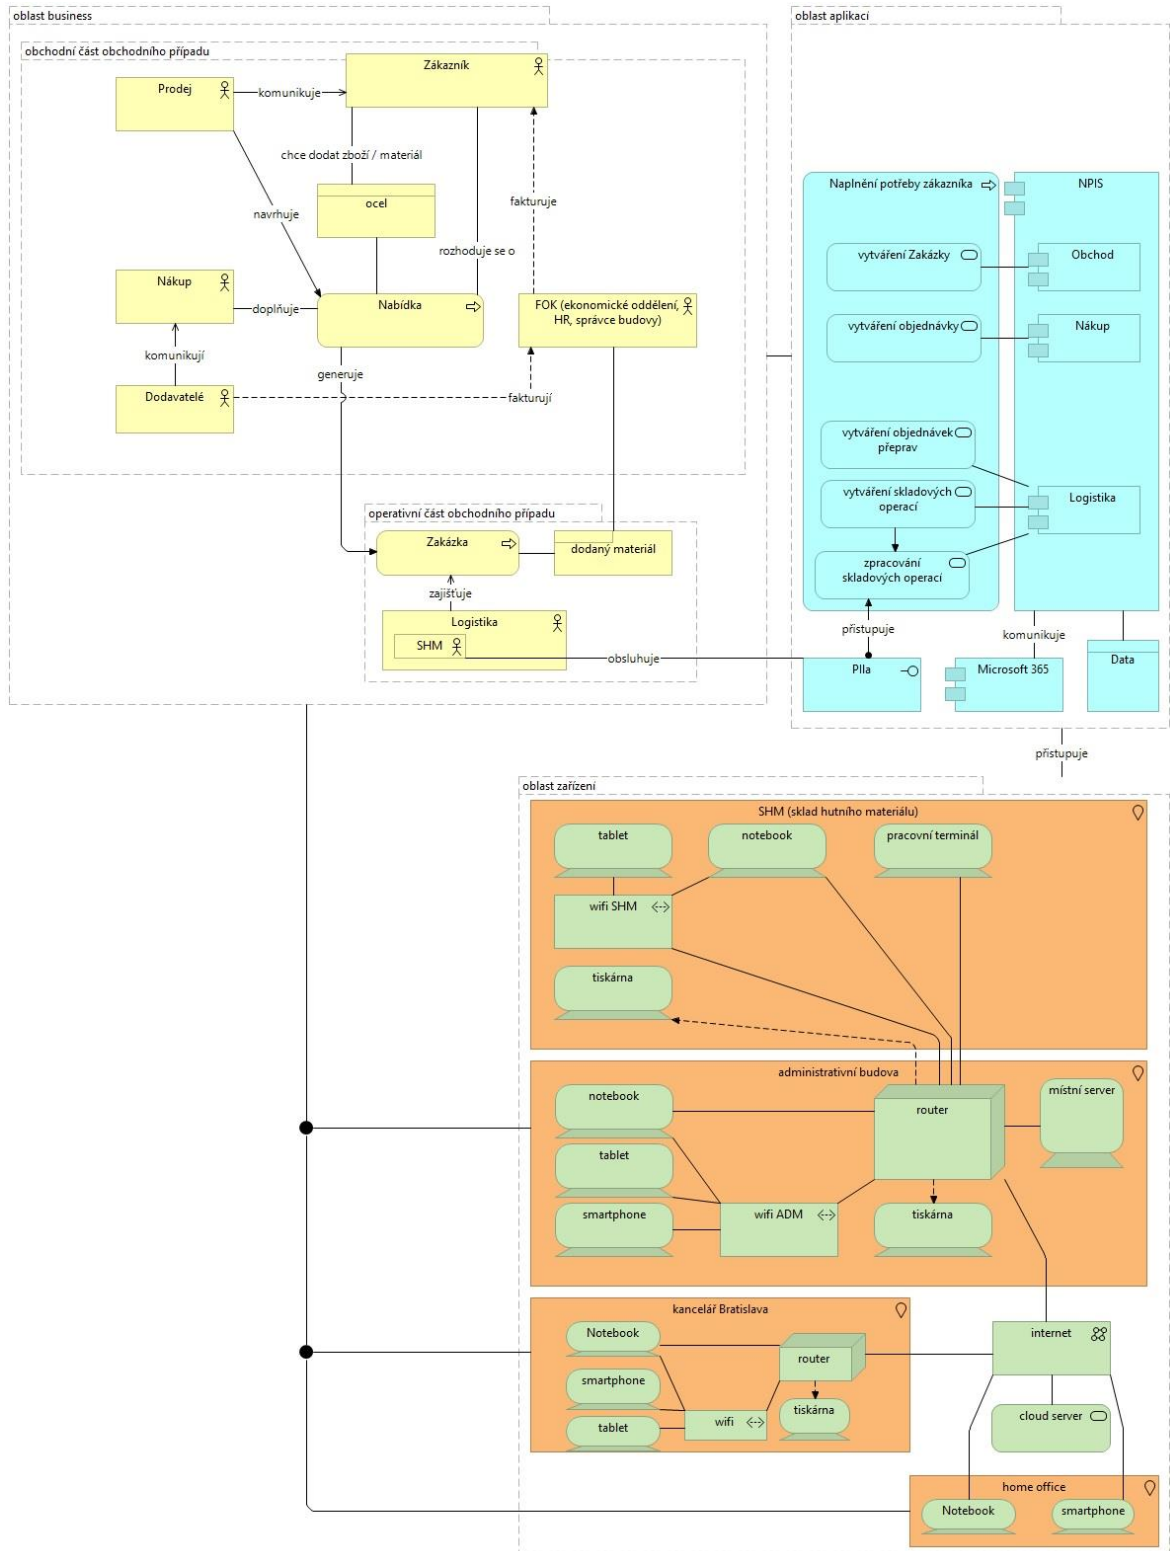 oblast business
oblast aplikací
obchodní část obchodního případu
Zákazník
Prodej
komunikuje
chce dodat zboží / materiál
ocel
navrhuje
fakturuje
rozhoduje se o
Nákup
doplňuje
Nabídka
FOK (ekonomické oddělení,
HR, správce budovy)
komunikují
generuje
Dodavatelé
fakturují
operativní část obchodního případu
Zakázka
dodaný materiál
zajišťuje
Logistika
SHM
obsluhuje
Naplnění potřeby zákazníka
NPIS
vytváření Zakázky
Obchod
vytváření objednávky
Nákup
vytváření objednávek
přeprav
vytváření skladových
operací
Logistika
zpracování
skladových operací
přistupuje
komunikuje
PIla
Microsoft 365
Data
přistupuje
oblast zařízení
SHM (sklad hutního materiálu)
tablet
notebook
pracovní terminál
wifi SHM
tiskárna
administrativní budova
notebook
router
místní server
tablet
smartphone
wifi ADM
tiskárna
kancelář Bratislava
Notebook
router
smartphone
tiskárna
tablet
wifi
internet
cloud server
home office
Notebook
smartphone